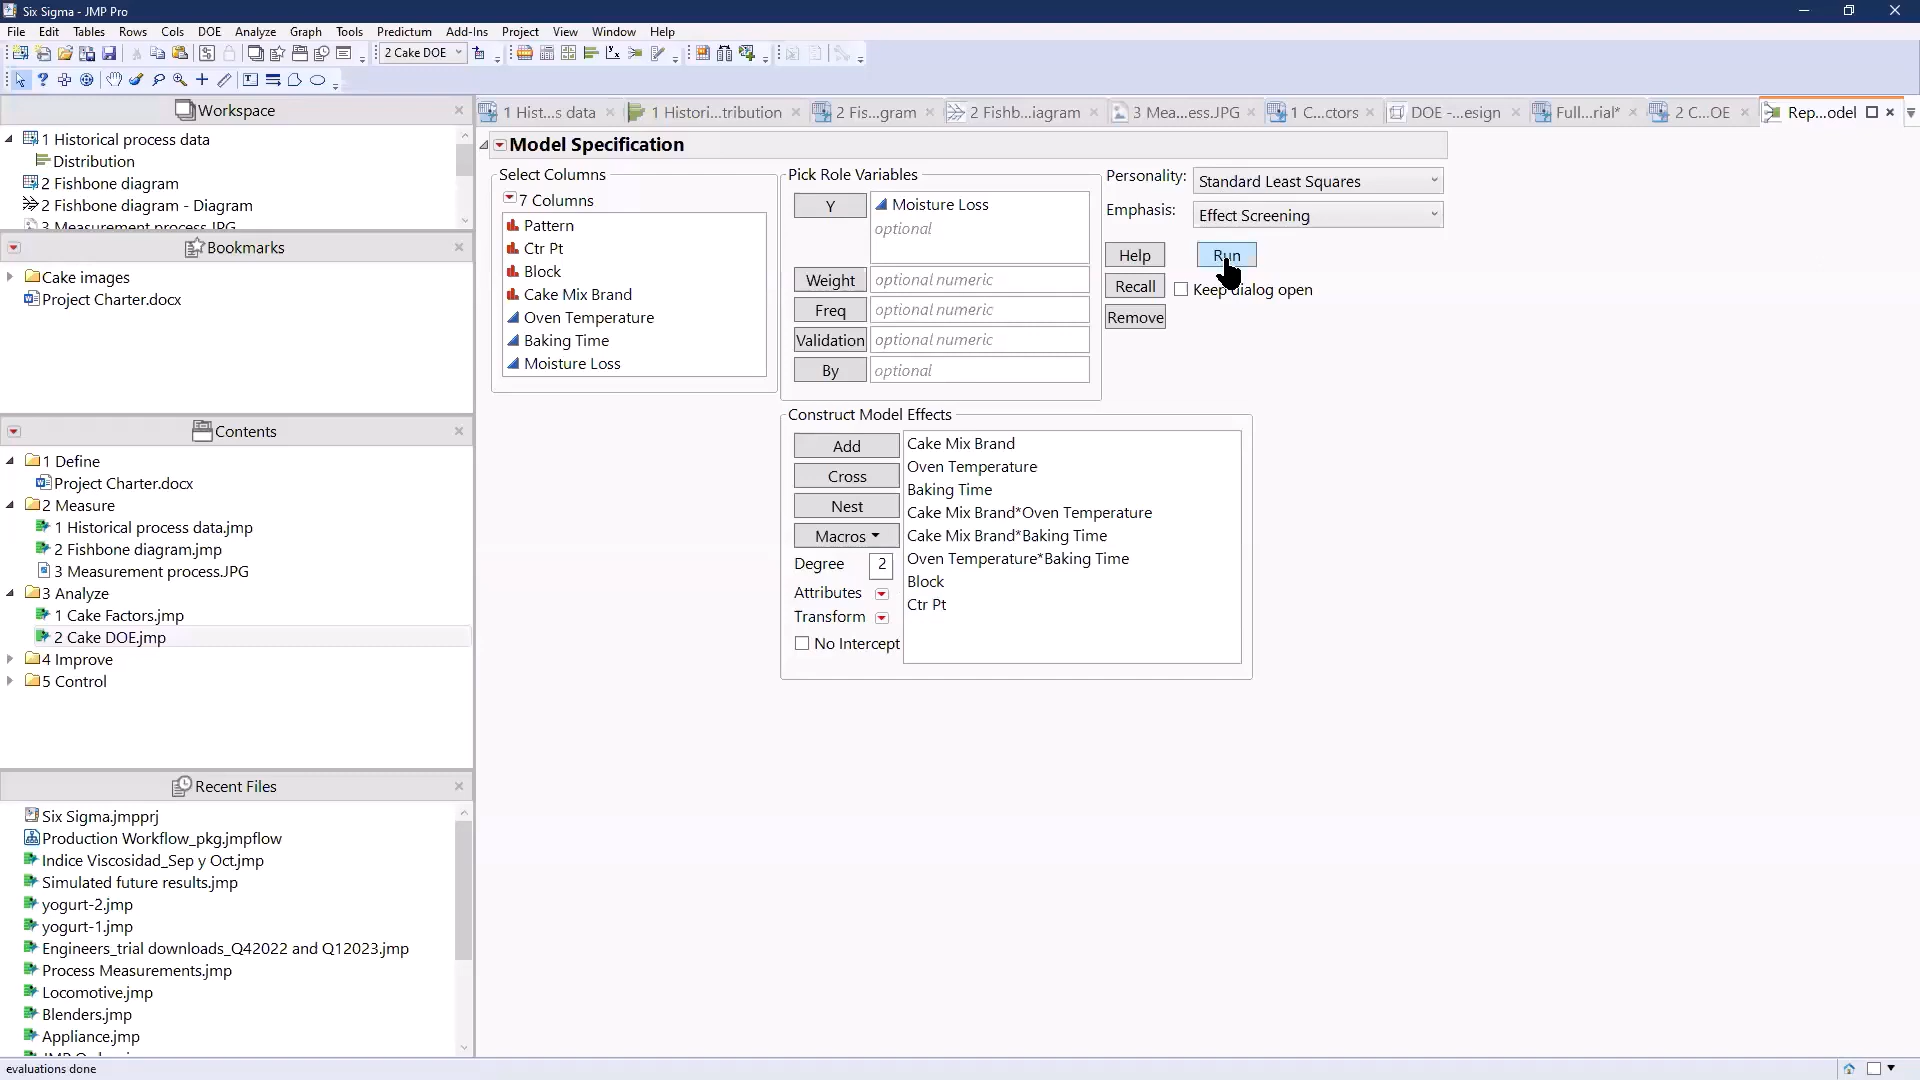 Six Sigma - JMP Pro
File Edit Tables Rows Cols DOE Analyze Graph Tools Predictum Add-Ins Project View Window Help
2 Cake DOE
Workspace
1 Historical process data
Distribution
2 Fishbone diagram
2 Fishbone diagram - Diagram
3 Measurement process.JPG
Bookmarks
Cake images
Project Charter.docx
Contents
1 Define
Project Charter.docx
2 Measure
1 Historical process data.jmp
2 Fishbone diagram.jmp
3 Measurement process.JPG
3 Analyze
1 Cake Factors.jmp
2 Cake DOE.jmp
4 Improve
5 Control
Recent Files
Six Sigma.jmpprj
Production Workflow_pkg.jmpflow
Indice Viscosidad_Sep y Oct.jmp
Simulated future results.jmp
yogurt-2.jmp
yogurt-1.jmp
Engineers_trial downloads_Q42022 and Q12023.jmp
Process Measurements.jmp
Locomotive.jmp
Blenders.jmp
Appliance.jmp
1 Hist...s data 1 Histori...tribution 2 Fis...gram 2 Fishb...iagram 3 Mea...ess.JPG 1 C...ctors DOE -...esign Full...rial* 2 C...OE Rep...odel
Model Specification
Select Columns
7 Columns
Pattern
Ctr Pt
Block
Cake Mix Brand
Oven Temperature
Baking Time
Moisture Loss
Pick Role Variables
Y Moisture Loss
optional
Weight optional numeric
Freq optional numeric
Validation optional numeric
By optional
Personality: Standard Least Squares
Emphasis: Effect Screening
Help Run
Recall Keep dialog open
Remove
Construct Model Effects
Add
Cross
Nest
Macros
Degree 2
Attributes
Transform
No Intercept
Cake Mix Brand
Oven Temperature
Baking Time
Cake Mix Brand*Oven Temperature
Cake Mix Brand*Baking Time
Oven Temperature*Baking Time
Block
Ctr Pt
evaluations done